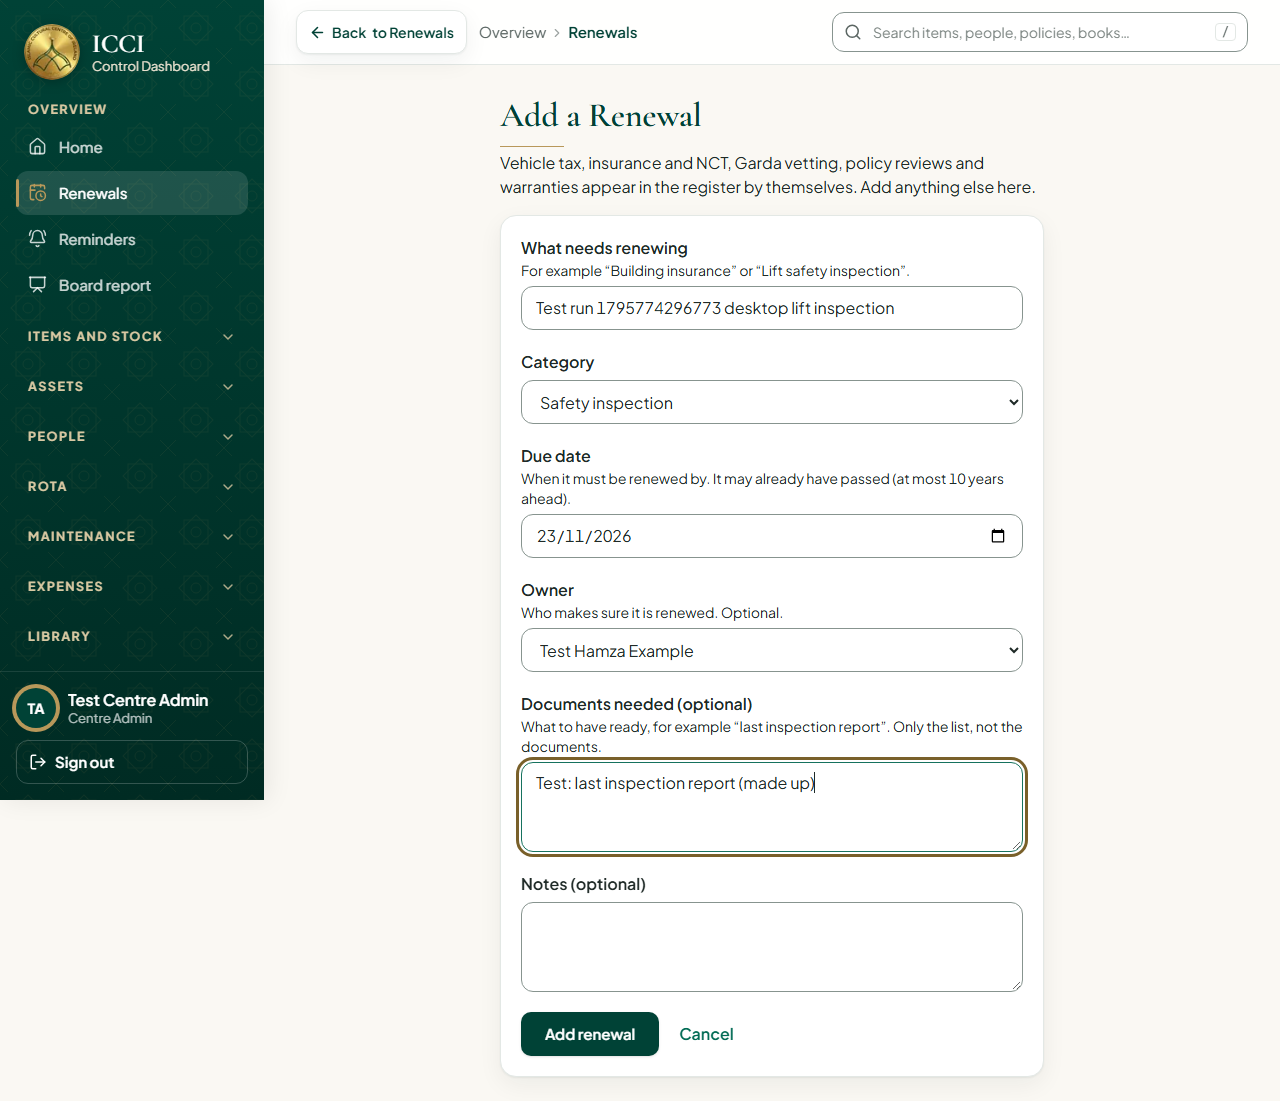 ICCI
Control Dashboard
OVERVIEW
Home
Renewals
Reminders
Board report
ITEMS AND STOCK
ASSETS
PEOPLE
ROTA
MAINTENANCE
EXPENSES
LIBRARY
TA
Test Centre Admin
Centre Admin
Sign out
Back to Renewals
Overview › Renewals
Search items, people, policies, books…
/
Add a Renewal
Vehicle tax, insurance and NCT, Garda vetting, policy reviews and
warranties appear in the register by themselves. Add anything else here.
What needs renewing
For example “Building insurance” or “Lift safety inspection”.
Test run 1795774296773 desktop lift inspection
Category
Safety inspection
Due date
When it must be renewed by. It may already have passed (at most 10 years
ahead).
23/11/2026
Owner
Who makes sure it is renewed. Optional.
Test Hamza Example
Documents needed (optional)
What to have ready, for example “last inspection report”. Only the list, not the
documents.
Test: last inspection report (made up)
Notes (optional)
Add renewal
Cancel